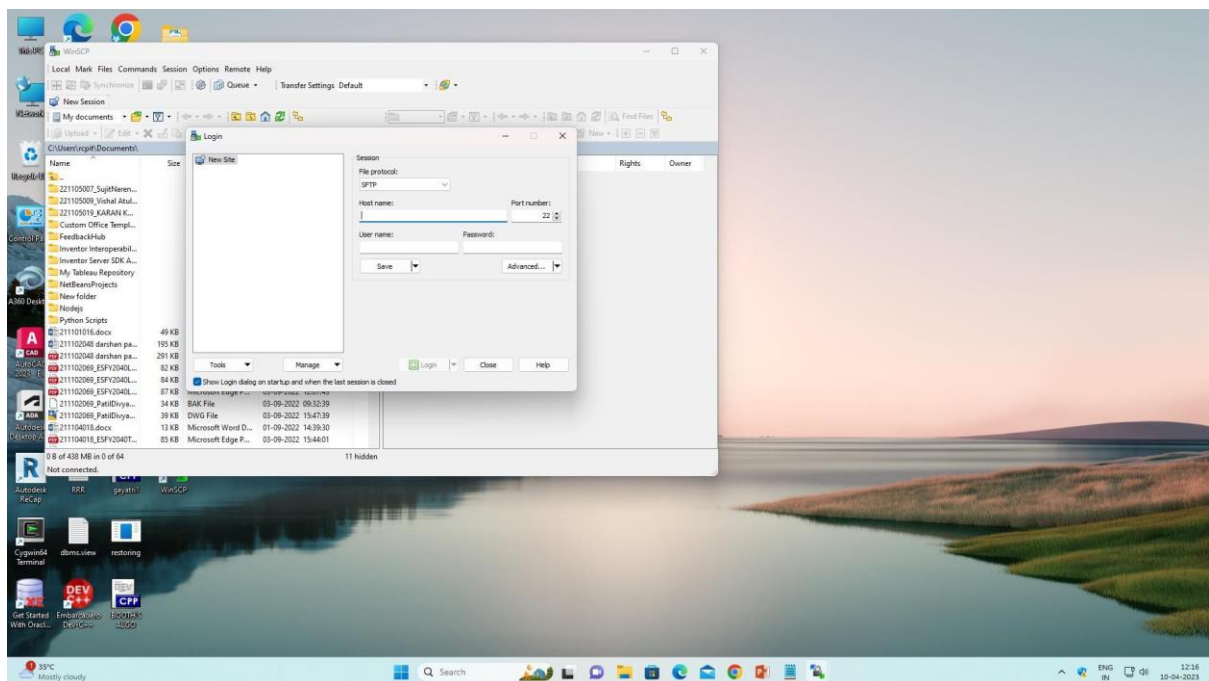 WinSCP
Local Mark Files Commands Session Options Remote Help
Synchronize Queue Transfer Settings Default
New Session
My documents Find Files
Upload Edit New
C:\Users\rcpit\Documents\
Name Size Rights Owner
..
221105007_SujitNaren...
221105009_Vishal Atul...
221105019_KARAN K...
Custom Office Templ...
FeedbackHub
Inventor Interoperabil...
Inventor Server SDK A...
My Tableau Repository
NetBeansProjects
New folder
Nodejs
Python Scripts
211101016.docx 49 KB
211102048 darshan pa... 195 KB
211102048 darshan pa... 291 KB
211102069_ESFY2040L... 82 KB
211102069_ESFY2040L... 84 KB
211102069_ESFY2040L... 87 KB
211102069_PatilDivya... 34 KB BAK File 03-09-2022 09:32:39
211102069_PatilDivya... 39 KB DWG File 03-09-2022 15:47:39
211104018.docx 13 KB Microsoft Word D... 01-09-2022 14:39:30
211104018_ESFY2040T... 85 KB Microsoft Edge P... 03-09-2022 15:44:01
0 B of 438 MB in 0 of 64 11 hidden
Not connected.
Login
New Site
Session
File protocol:
SFTP
Host name: Port number:
22
User name: Password:
Save Advanced...
Tools Manage Login Close Help
Show Login dialog on startup and when the last session is closed
A360 Desk
CAD
ADA
Autodesk ReCap
RRR
gayatri1
WinSCP
Cygwin64 Terminal
dbms.view
restoring
Get Started With Oracl...
DEV C++
CPP
35°C
Mostly cloudy
Search
ENG
IN
12:16
10-04-2023